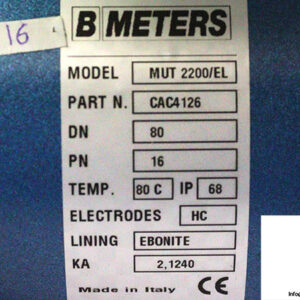 16
B METERS
MODEL MUT 2200/EL
PART N. CAC4126
DN 80
PN 16
TEMP. 80 C IP 68
ELECTRODES HC
LINING EBONITE
KA 2,1240
Made in Italy CE